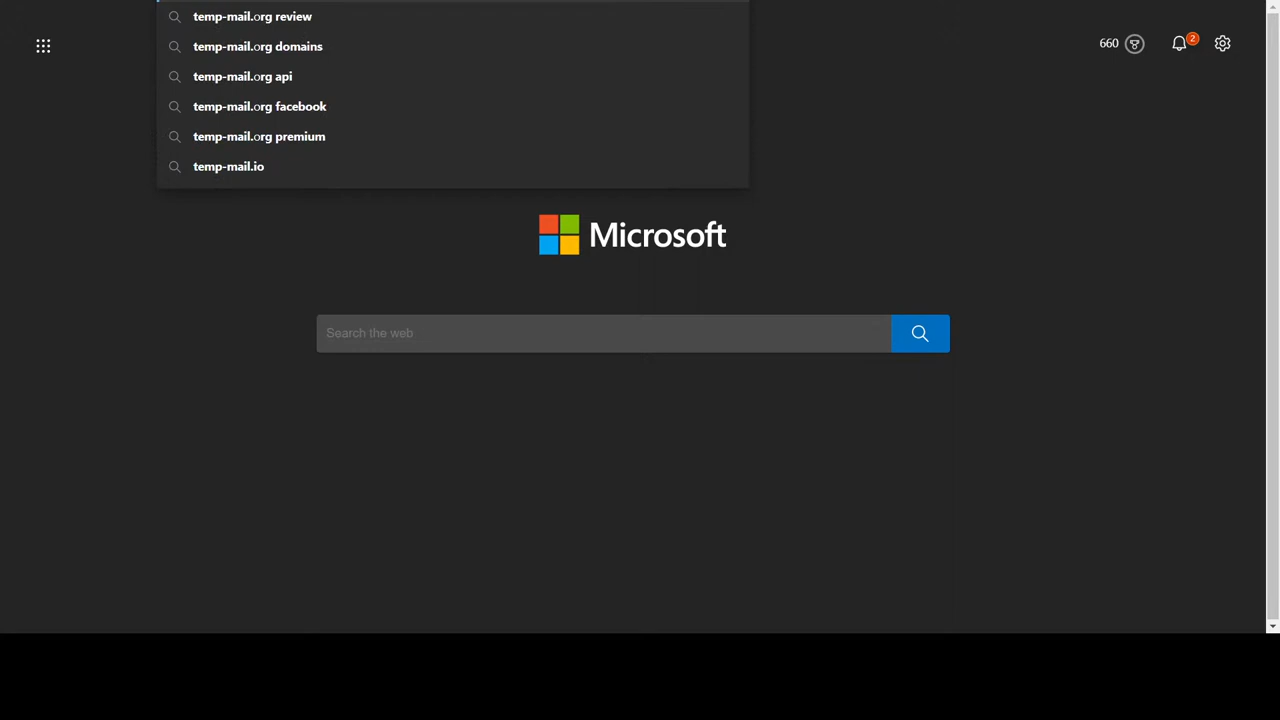 temp-mail.org review
temp-mail.org domains
660
2
temp-mail.org api
temp-mail.org facebook
temp-mail.org premium
temp-mail.io
Microsoft
Search the web